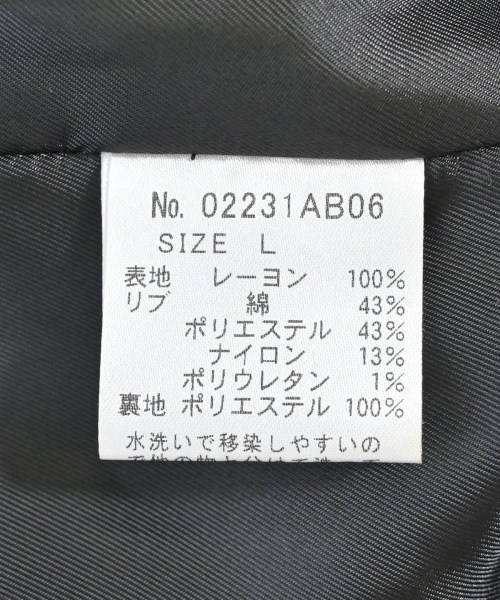 No. 02231AB06
SIZE L
表地 レーヨン 100%
リブ 綿 43%
ポリエステル 43%
ナイロン 13%
ポリウレタン 1%
裏地 ポリエステル 100%
水洗いで移染しやすいの